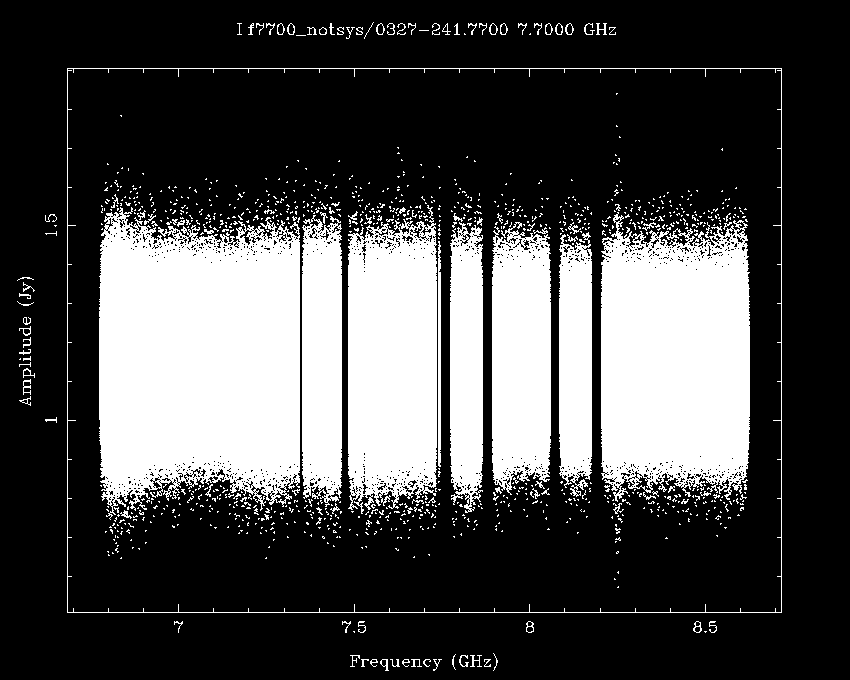 I f7700_notsys/0327−241.7700 7.7000 GHz
1.5
1
Amplitude (Jy)
7 7.5 8 8.5
Frequency (GHz)